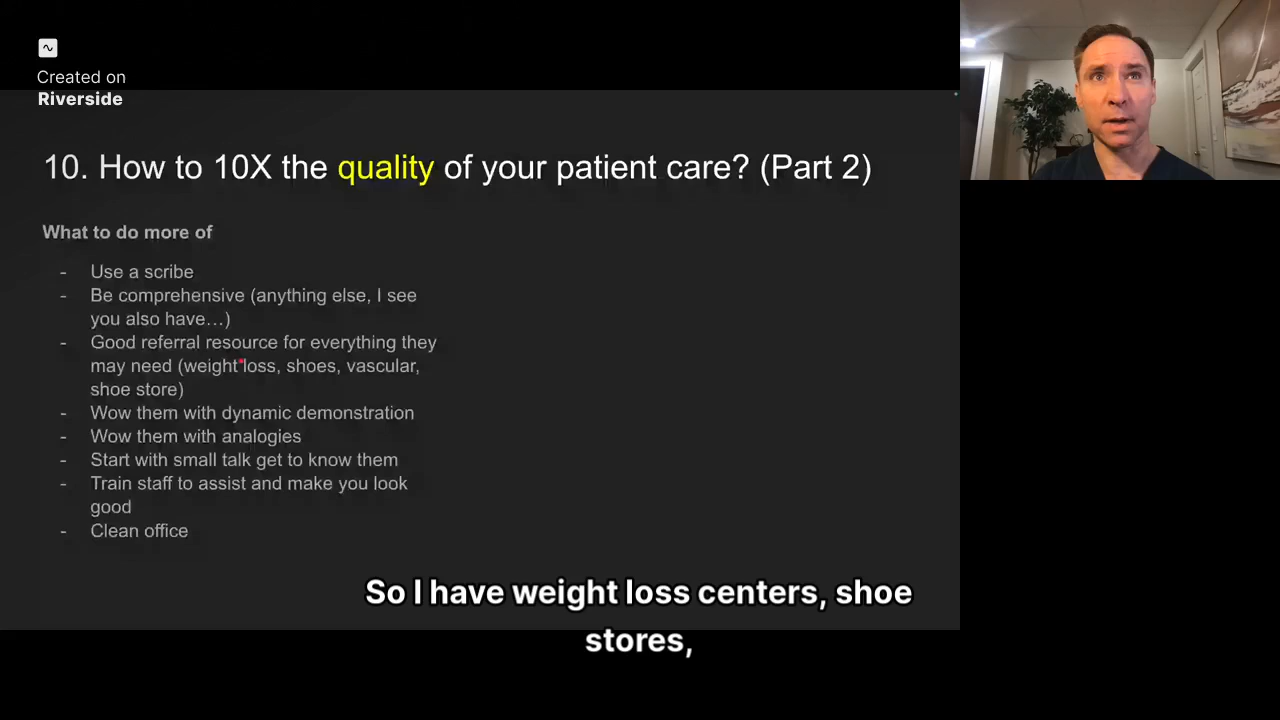 Created on
Riverside
10. How to 10X the quality of your patient care? (Part 2)
What to do more of
- Use a scribe
- Be comprehensive (anything else, I see
you also have…)
- Good referral resource for everything they
may need (weight loss, shoes, vascular,
shoe store)
- Wow them with dynamic demonstration
- Wow them with analogies
- Start with small talk get to know them
- Train staff to assist and make you look
good
- Clean office
So I have weight loss centers, shoe
stores,